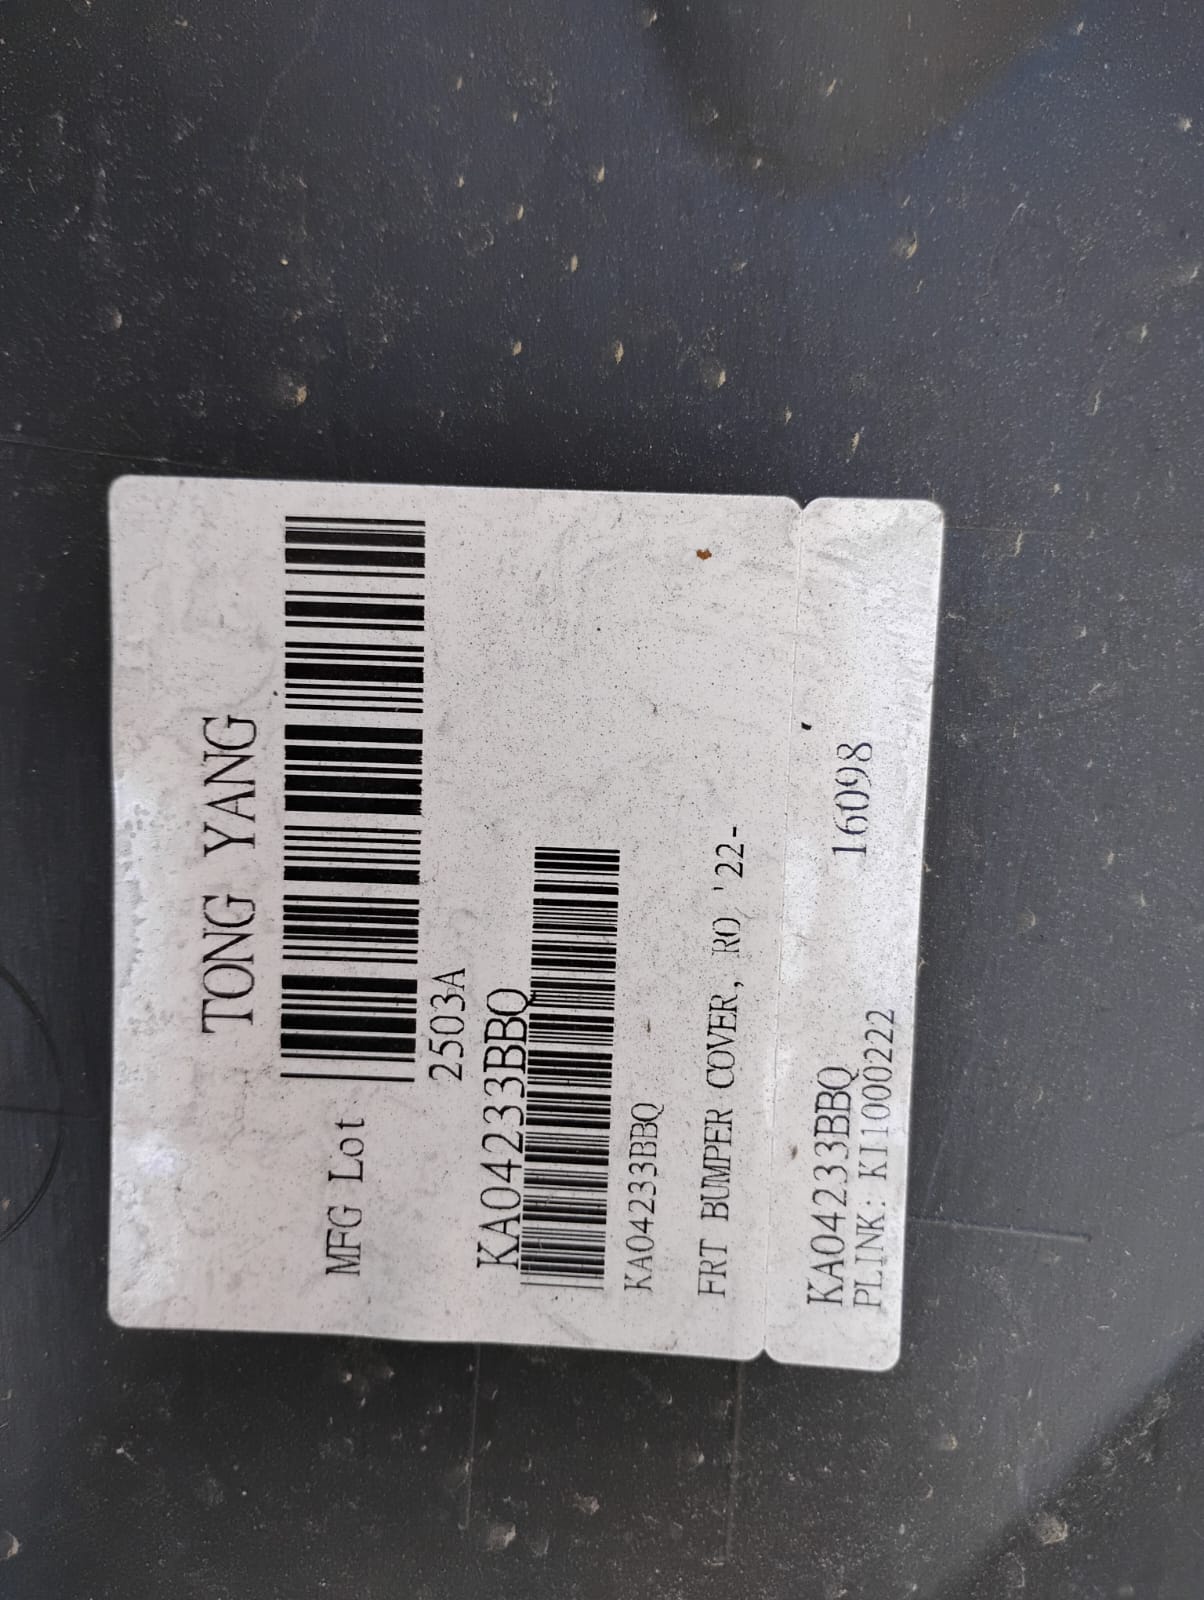 TONG YANG
MFG Lot
2503A
KA04233BBQ
KA04233BBQ
FRT BUMPER COVER, RO '22-
KA04233BBQ
PLINK: KI1000222
16098